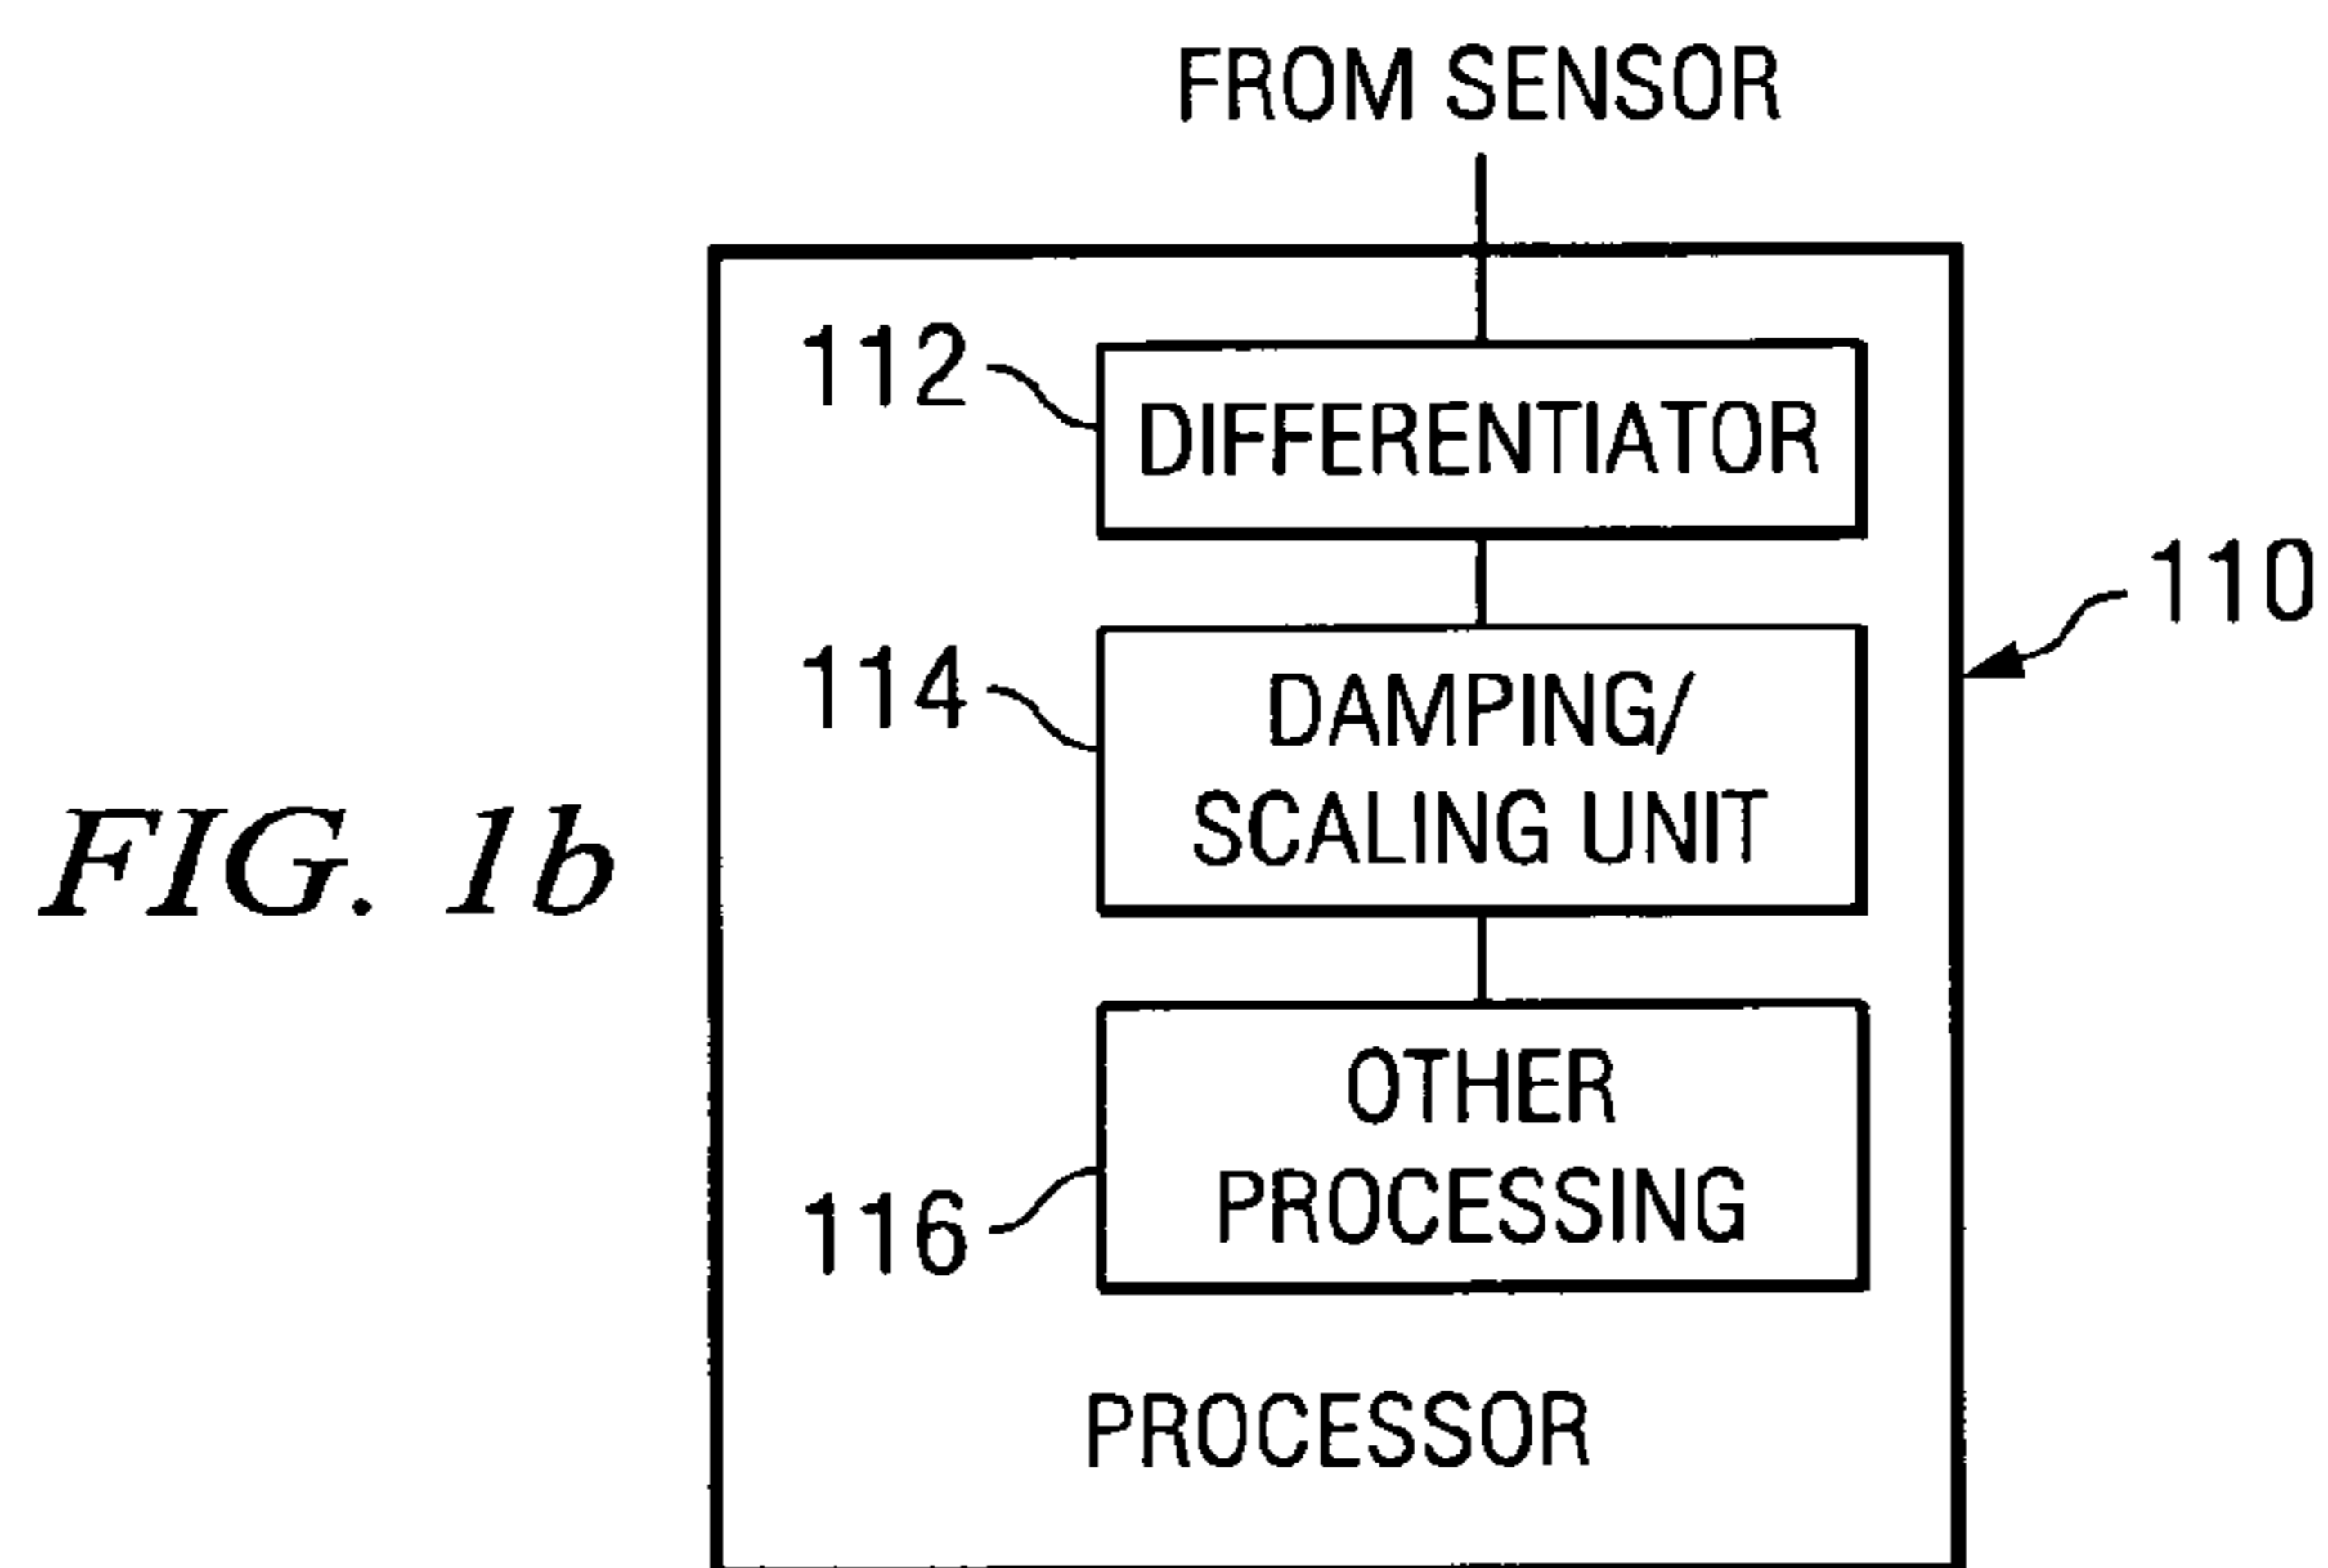 FROM SENSOR
112
DIFFERENTIATOR
110
114
DAMPING/
SCALING UNIT
FIG. 1b
OTHER
PROCESSING
116
PROCESSOR